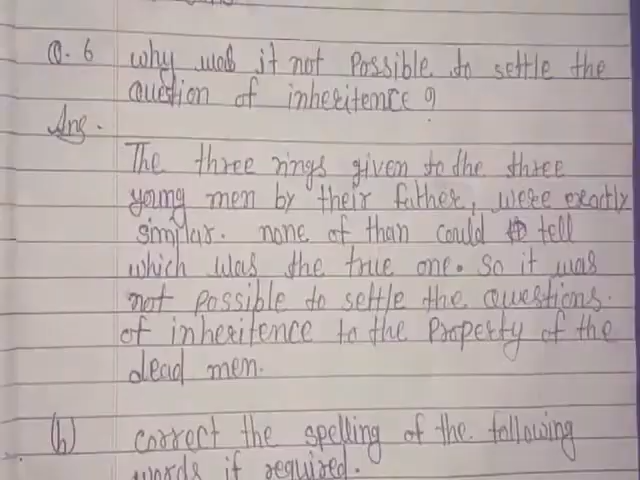 Q. 6 why was it not Possible to settle the
question of inheritence ?
Ans.
The three rings given to the three
young men by their father, were exactly
similar. none of than could tell
which was the true one. so it was
not Possible to settle the questions.
of inheritence to the Property of the
dead men.
(h) correct the spelling of the following
words if required.